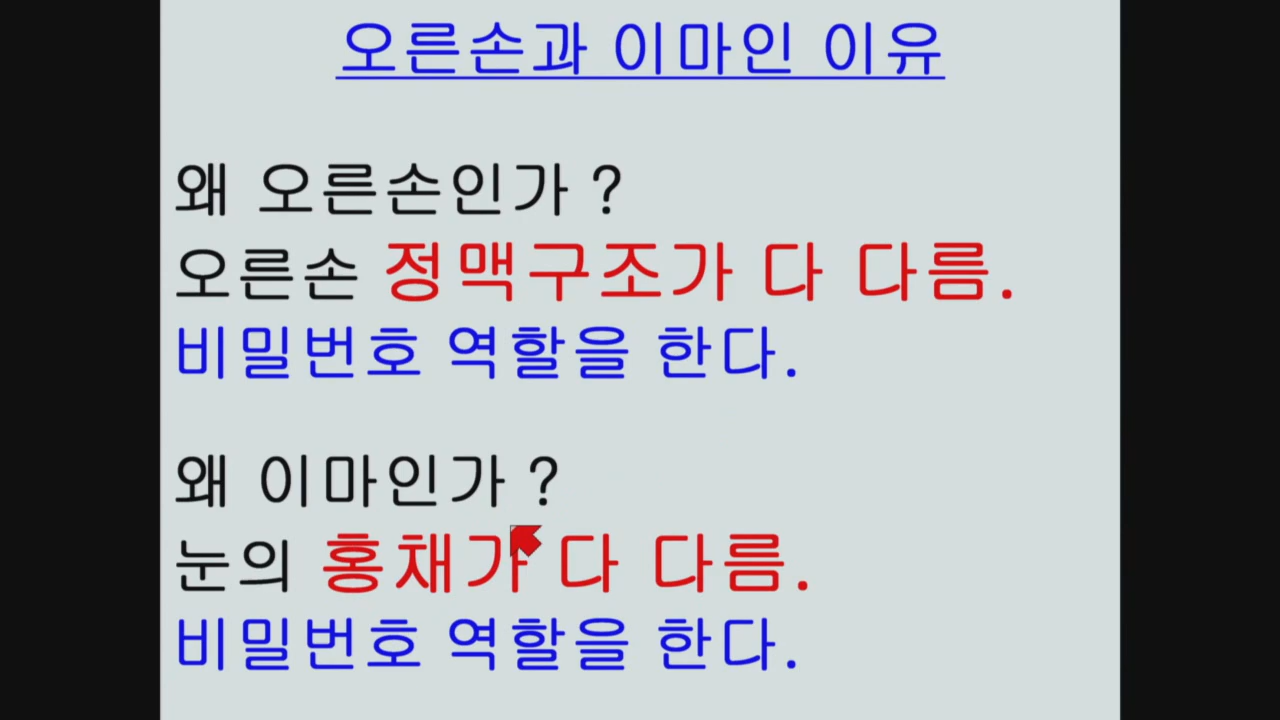 오른손과 이마인 이유
왜 오른손인가 ?
오른손 정맥구조가 다 다름.
비밀번호 역할을 한다.
왜 이마인가 ?
눈의 홍채가 다 다름.
비밀번호 역할을 한다.